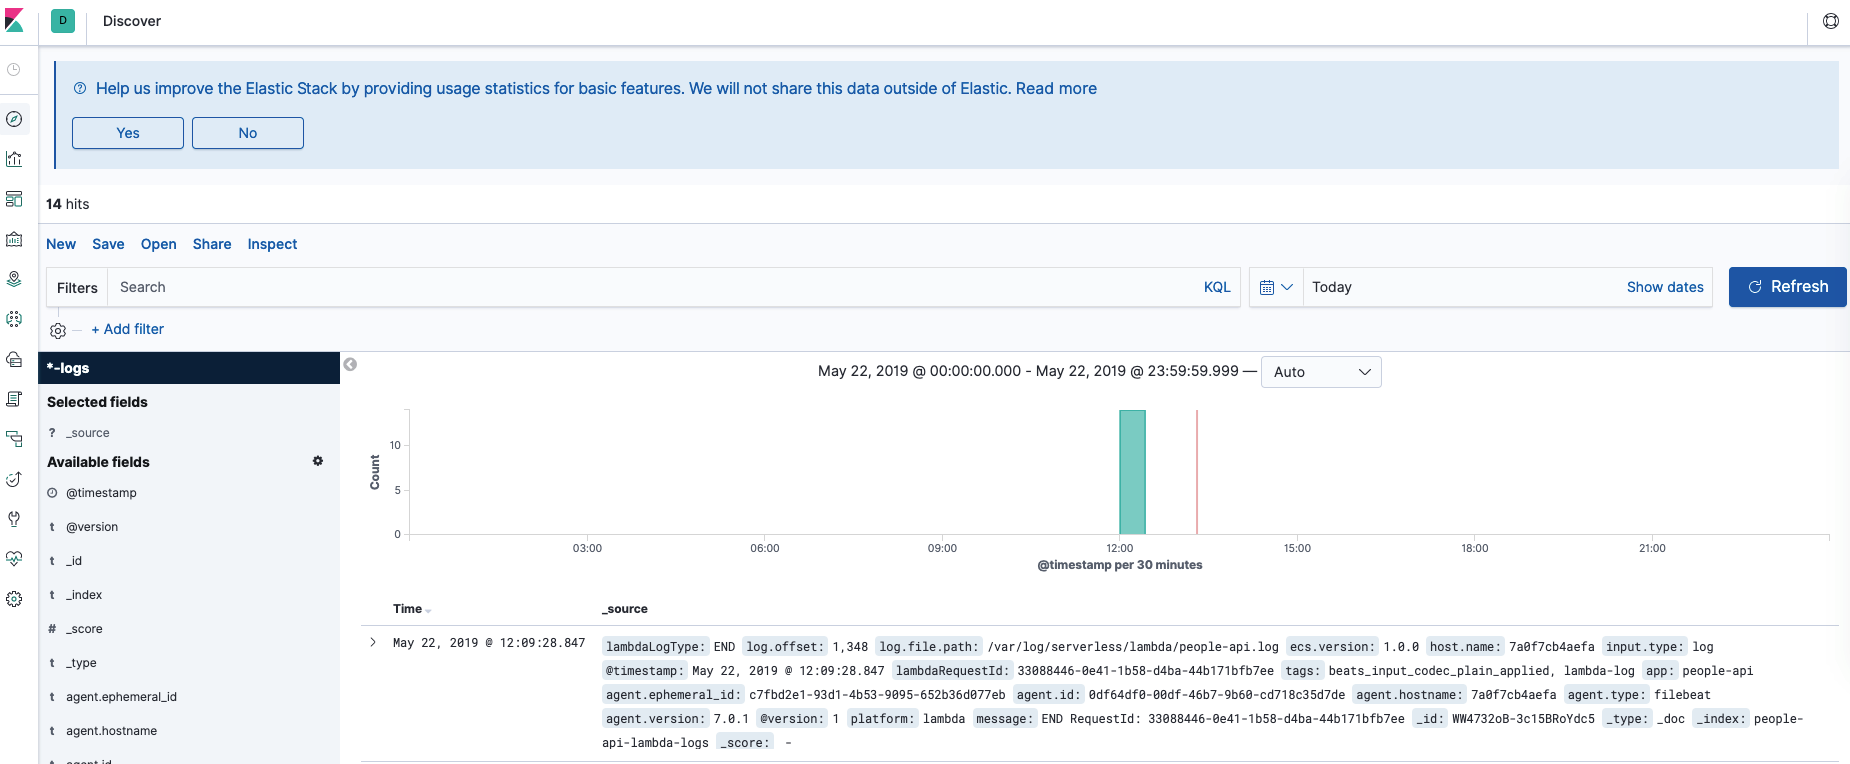 D Discover
Help us improve the Elastic Stack by providing usage statistics for basic features. We will not share this data outside of Elastic. Read more
Yes No
14 hits
New Save Open Share Inspect
Filters Search KQL Today Show dates Refresh
+ Add filter
*-logs
Selected fields
? _source
Available fields
@timestamp
t @version
t _id
t _index
# _score
t _type
t agent.ephemeral_id
t agent.hostname
t agent.id
May 22, 2019 @ 00:00:00.000 - May 22, 2019 @ 23:59:59.999 — Auto
Count
10
5
0
03:00 06:00 09:00 12:00 15:00 18:00 21:00
@timestamp per 30 minutes
Time _source
May 22, 2019 @ 12:09:28.847 lambdaLogType: END log.offset: 1,348 log.file.path: /var/log/serverless/lambda/people-api.log ecs.version: 1.0.0 host.name: 7a0f7cb4aefa input.type: log
@timestamp: May 22, 2019 @ 12:09:28.847 lambdaRequestId: 33088446-0e41-1b58-d4ba-44b171bfb7ee tags: beats_input_codec_plain_applied, lambda-log app: people-api
agent.ephemeral_id: c7fbd2e1-93d1-4b53-9095-652b36d077eb agent.id: 0df64df0-00df-46b7-9b60-cd718c35d7de agent.hostname: 7a0f7cb4aefa agent.type: filebeat
agent.version: 7.0.1 @version: 1 platform: lambda message: END RequestId: 33088446-0e41-1b58-d4ba-44b171bfb7ee _id: WW4732oB-3c15BRoYdc5 _type: _doc _index: people-
api-lambda-logs _score: -